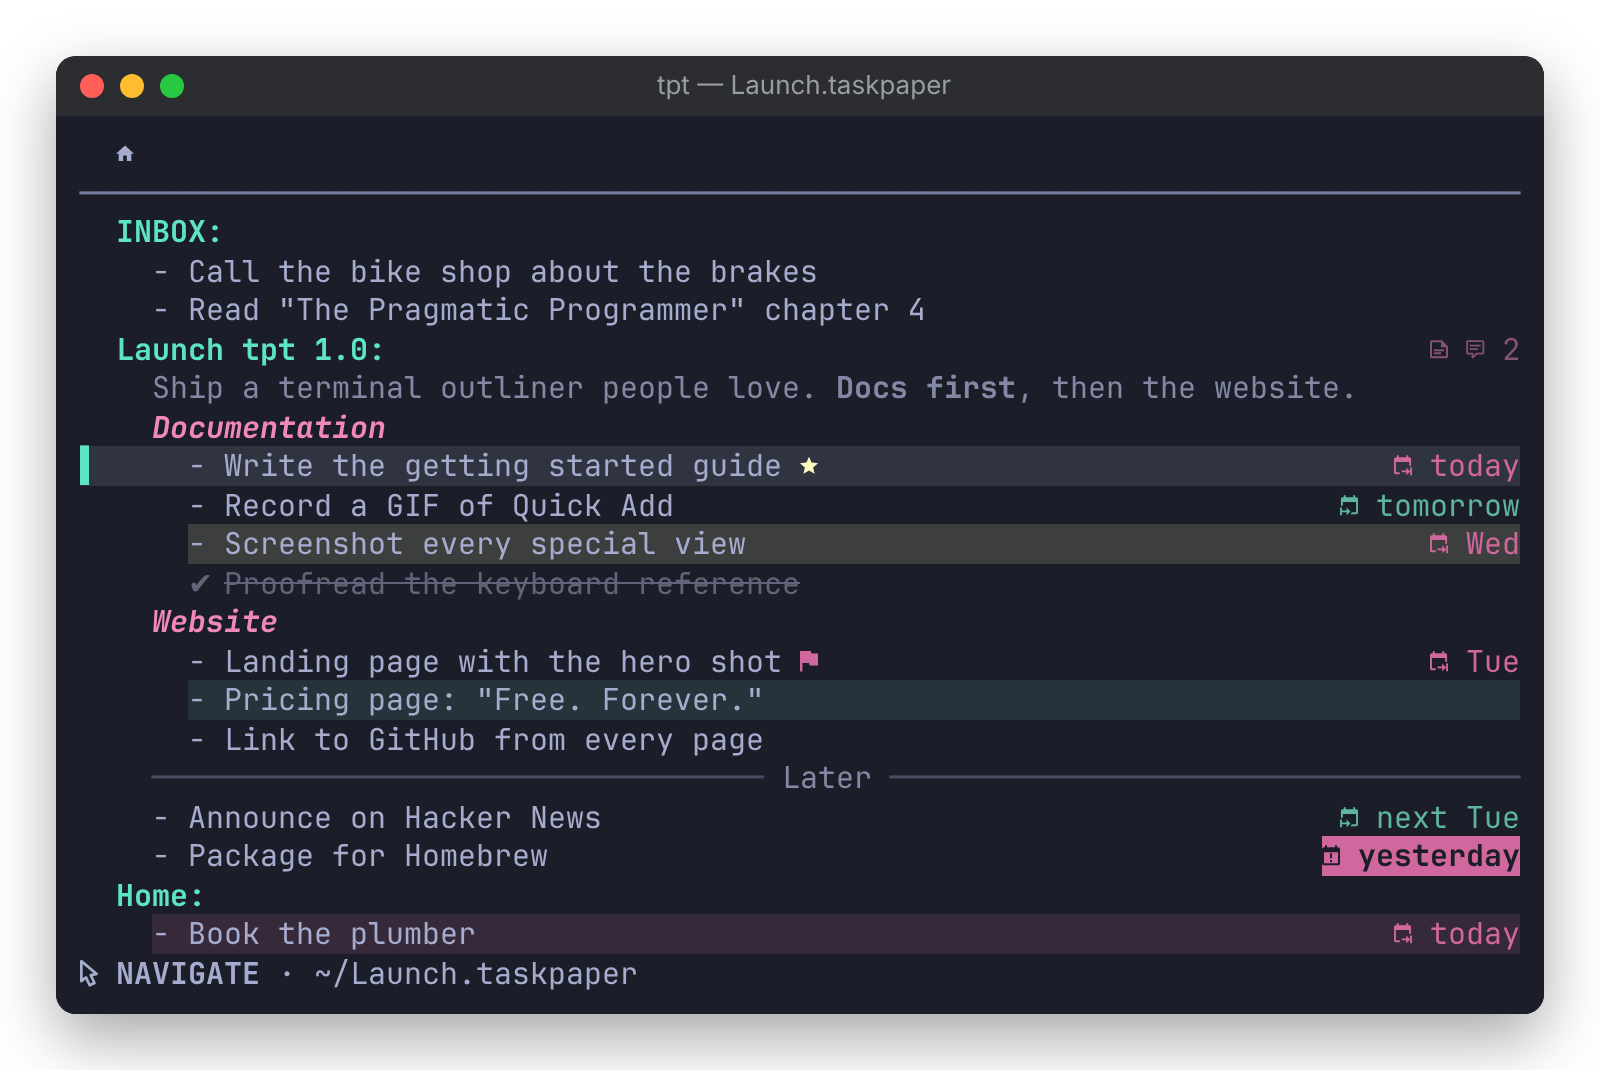 tpt — Launch.taskpaper
INBOX:
- Call the bike shop about the brakes
- Read "The Pragmatic Programmer" chapter 4
Launch tpt 1.0: 2
Ship a terminal outliner people love. Docs first, then the website.
Documentation
- Write the getting started guide ★ today
- Record a GIF of Quick Add tomorrow
- Screenshot every special view Wed
✔ Proofread the keyboard reference
Website
- Landing page with the hero shot Tue
- Pricing page: "Free. Forever."
- Link to GitHub from every page
Later
- Announce on Hacker News next Tue
- Package for Homebrew yesterday
Home:
- Book the plumber today
NAVIGATE · ~/Launch.taskpaper